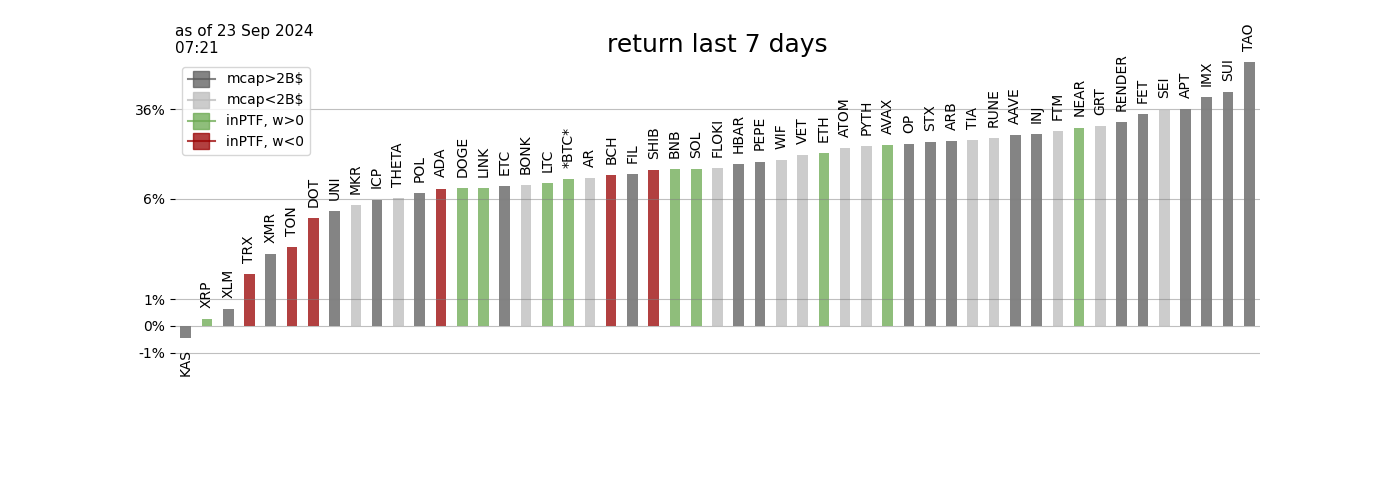 as of 23 Sep 2024
07:21
return last 7 days
mcap>2B$
mcap<2B$
inPTF, w>0
inPTF, w<0
36%
6%
1%
0%
-1%
KAS
XRP
XLM
TRX
XMR
TON
DOT
UNI
MKR
ICP
THETA
POL
ADA
DOGE
LINK
ETC
BONK
LTC
*BTC*
AR
BCH
FIL
SHIB
BNB
SOL
FLOKI
HBAR
PEPE
WIF
VET
ETH
ATOM
PYTH
AVAX
OP
STX
ARB
TIA
RUNE
AAVE
INJ
FTM
NEAR
GRT
RENDER
FET
SEI
APT
IMX
SUI
TAO